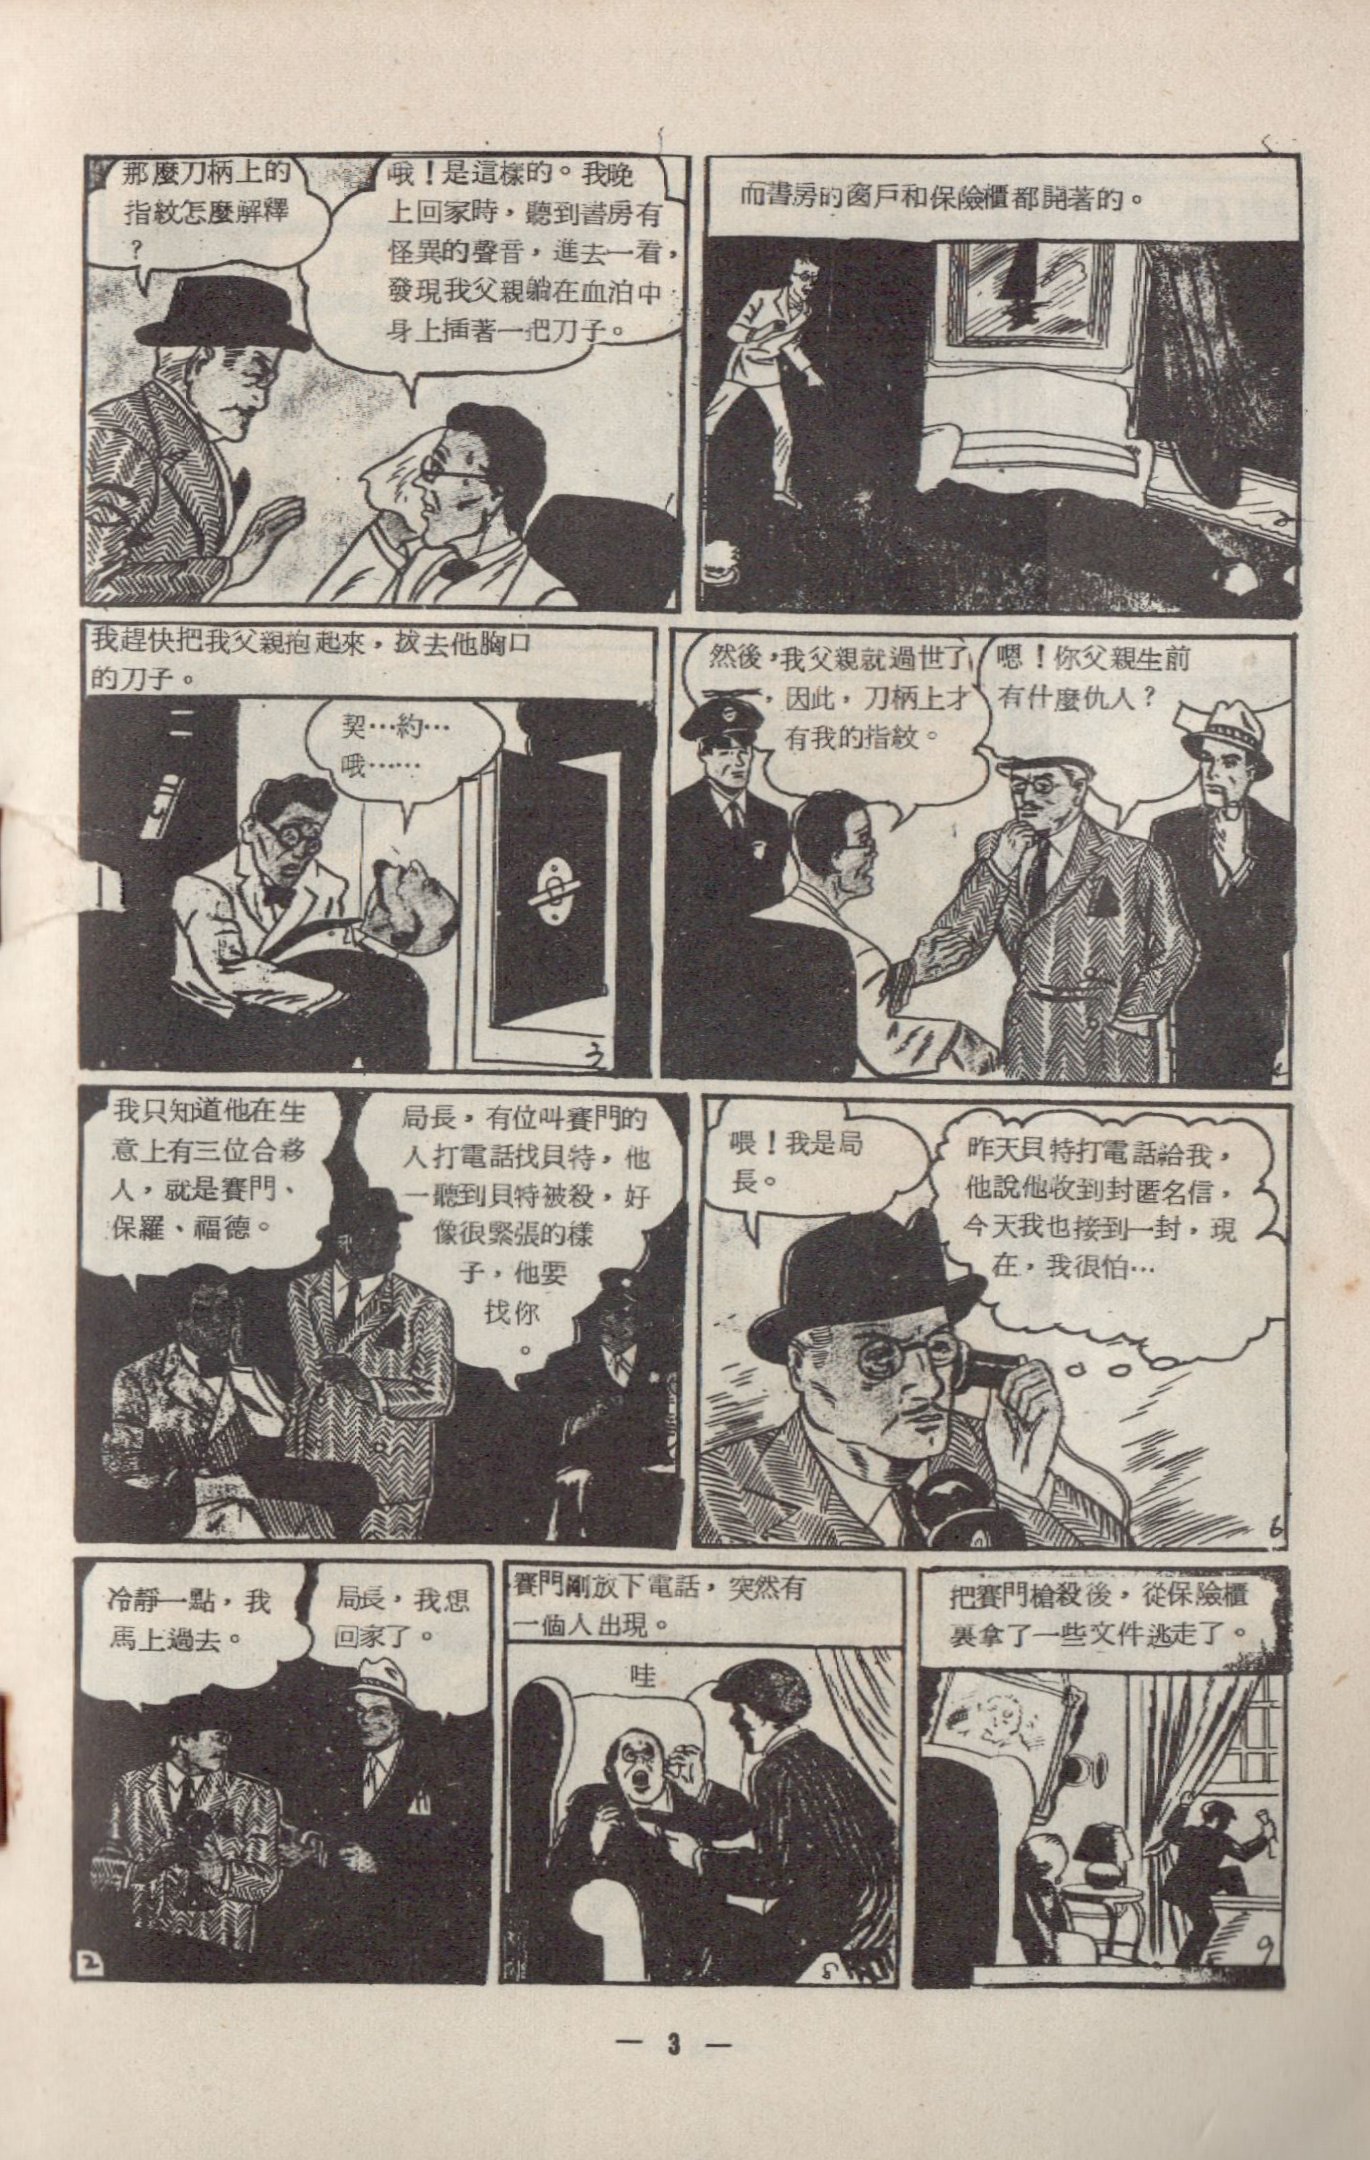 那麼刀柄上的
指紋怎麼解釋
？
哦！是這樣的。我晚
上回家時，聽到書房有
怪異的聲音，進去一看，
發現我父親躺在血泊中
身上插著一把刀子。
而書房的窗戶和保險櫃都開著的。
我趕快把我父親抱起來，拔去他胸口
的刀子。
契…約…
哦……
3
然後，我父親就過世了
，因此，刀柄上才
有我的指紋。
嗯！你父親生前
有什麼仇人？
我只知道他在生
意上有三位合夥
人，就是賽門、
保羅、福德。
局長，有位叫賽門的
人打電話找貝特，他
一聽到貝特被殺，好
像很緊張的樣
子，他要
找你
。
喂！我是局
長。
昨天貝特打電話給我，
他說他收到封匿名信，
今天我也接到一封，現
在，我很怕…
6
冷靜一點，我
馬上過去。
局長，我想
回家了。
2
賽門剛放下電話，突然有
一個人出現。
哇
8
把賽門槍殺後，從保險櫃
裏拿了一些文件逃走了。
9
— 3 —